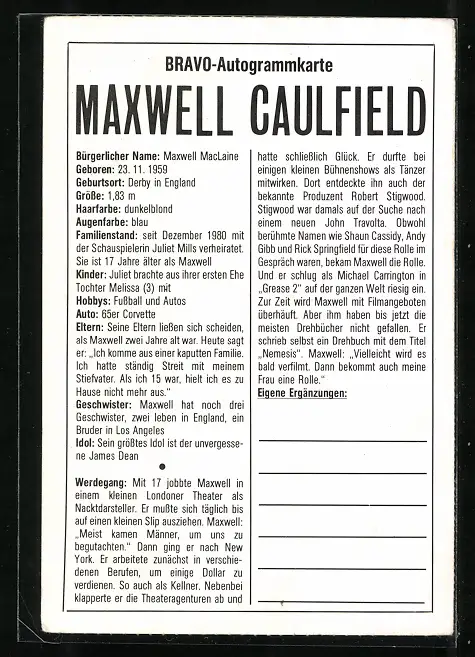 BRAVO-Autogrammkarte
MAXWELL CAULFIELD
Bürgerlicher Name: Maxwell MacLaine
Geboren: 23. 11. 1959
Geburtsort: Derby in England
Größe: 1,83 m
Haarfarbe: dunkelblond
Augenfarbe: blau
Familienstand: seit Dezember 1980 mit
der Schauspielerin Juliet Mills verheiratet.
Sie ist 17 Jahre älter als Maxwell
Kinder: Juliet brachte aus ihrer ersten Ehe
Tochter Melissa (3) mit
Hobbys: Fußball und Autos
Auto: 65er Corvette
Eltern: Seine Eltern ließen sich scheiden,
als Maxwell zwei Jahre alt war. Heute sagt
er: „Ich komme aus einer kaputten Familie.
Ich hatte ständig Streit mit meinem
Stiefvater. Als ich 15 war, hielt ich es zu
Hause nicht mehr aus.“
Geschwister: Maxwell hat noch drei
Geschwister, zwei leben in England, ein
Bruder in Los Angeles
Idol: Sein größtes Idol ist der unvergesse-
ne James Dean
●
Werdegang: Mit 17 jobbte Maxwell in
einem kleinen Londoner Theater als
Nacktdarsteller. Er mußte sich täglich bis
auf einen kleinen Slip ausziehen. Maxwell:
„Meist kamen Männer, um uns zu
begutachten.“ Dann ging er nach New
York. Er arbeitete zunächst in verschie-
denen Berufen, um einige Dollar zu
verdienen. So auch als Kellner. Nebenbei
klapperte er die Theateragenturen ab und
hatte schließlich Glück. Er durfte bei
einigen kleinen Bühnenshows als Tänzer
mitwirken. Dort entdeckte ihn auch der
bekannte Produzent Robert Stigwood.
Stigwood war damals auf der Suche nach
einem neuen John Travolta. Obwohl
berühmte Namen wie Shaun Cassidy, Andy
Gibb und Rick Springfield für diese Rolle im
Gespräch waren, bekam Maxwell die Rolle.
Und er schlug als Michael Carrington in
„Grease 2“ auf der ganzen Welt riesig ein.
Zur Zeit wird Maxwell mit Filmangeboten
überhäuft. Aber ihm haben bis jetzt die
meisten Drehbücher nicht gefallen. Er
schrieb selbst ein Drehbuch mit dem Titel
„Nemesis“. Maxwell: „Vielleicht wird es
bald verfilmt. Dann bekommt auch meine
Frau eine Rolle.“
Eigene Ergänzungen: